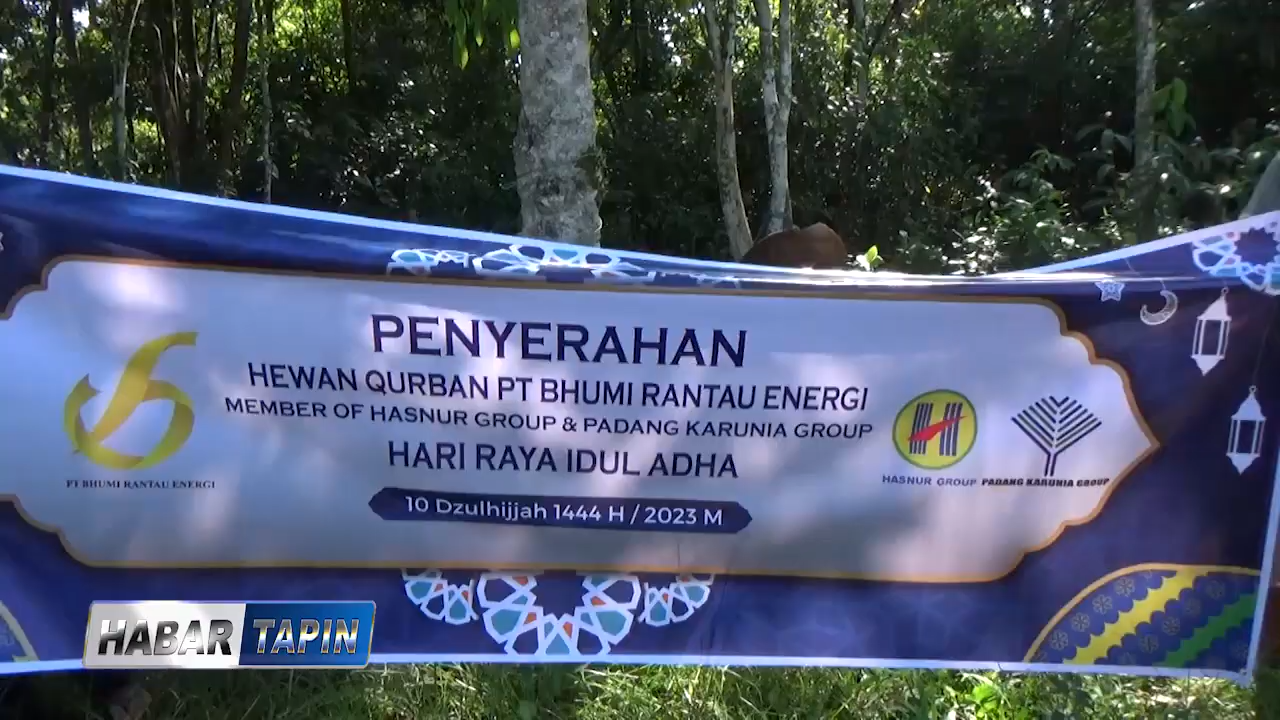 PENYERAHAN
HEWAN QURBAN PT BHUMI RANTAU ENERGI
MEMBER OF HASNUR GROUP & PADANG KARUNIA GROUP
HARI RAYA IDUL ADHA
10 Dzulhijjah 1444 H / 2023 M
PT BHUMI RANTAU ENERGI
H
HASNUR GROUP
PADANG KARUNIA GROUP
HABAR TAPIN